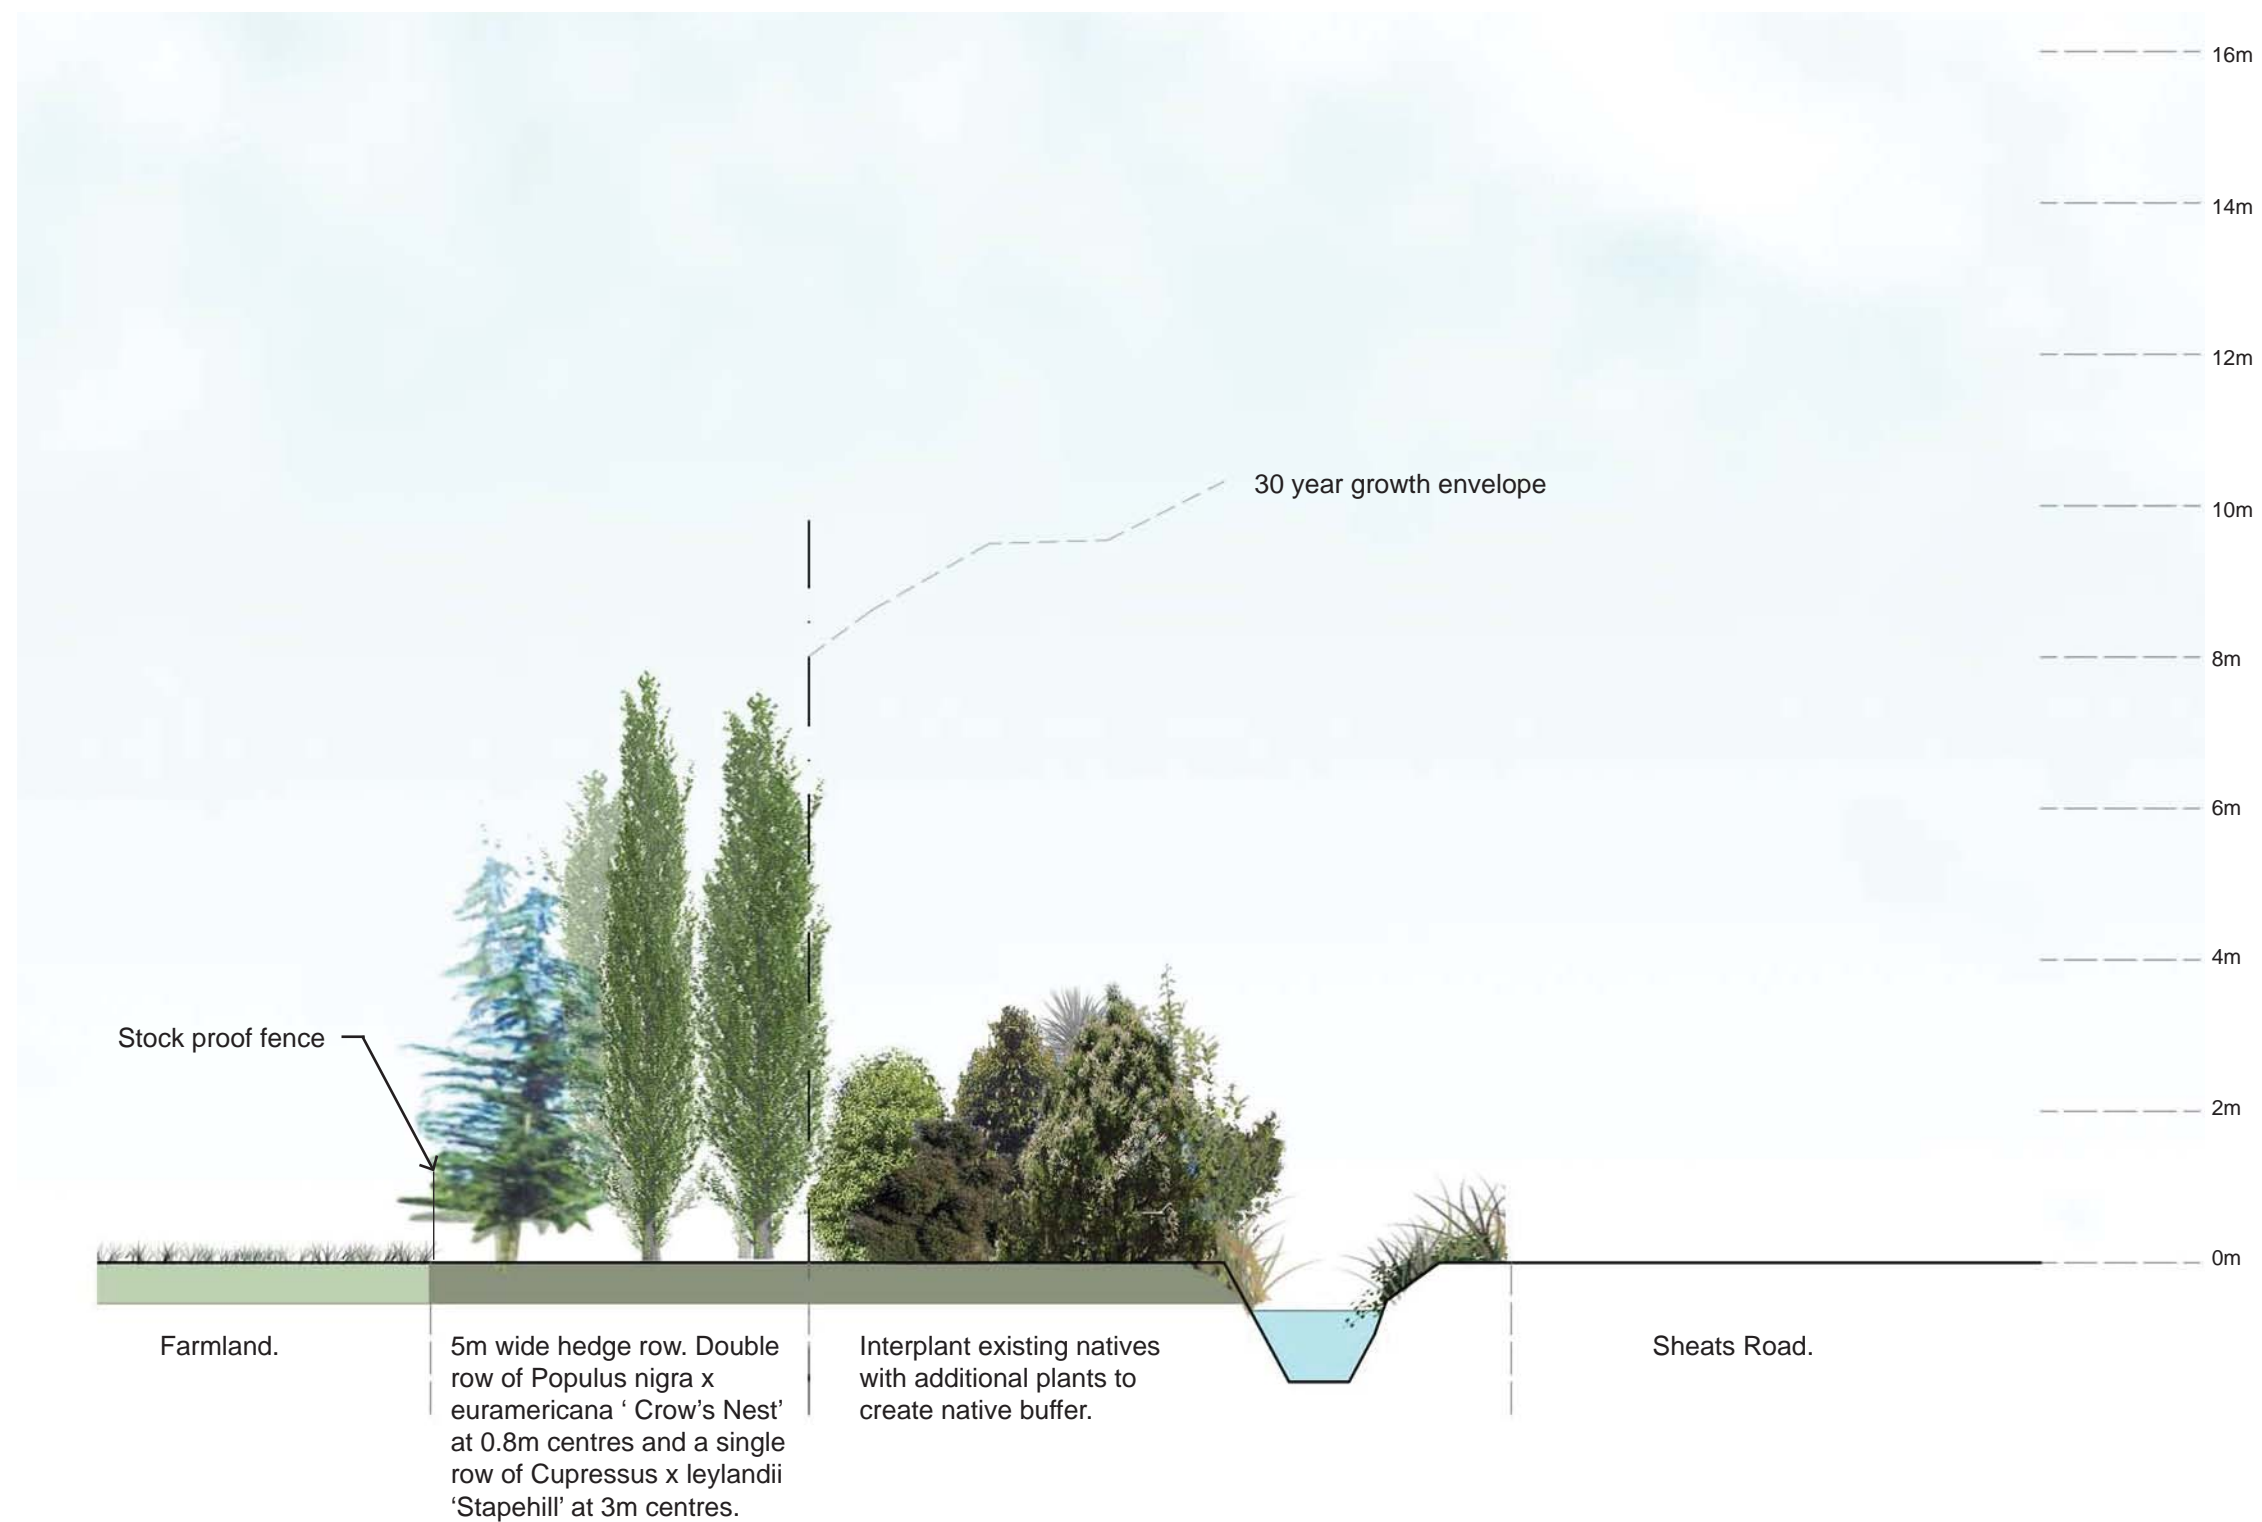 16m
14m
12m
30 year growth envelope
10m
8m
6m
4m
Stock proof fence
2m
0m
Farmland.
5m wide hedge row. Double
row of Populus nigra x
euramericana ‘ Crow’s Nest’
at 0.8m centres and a single
row of Cupressus x leylandii
‘Stapehill’ at 3m centres.
Interplant existing natives
with additional plants to
create native buffer.
Sheats Road.